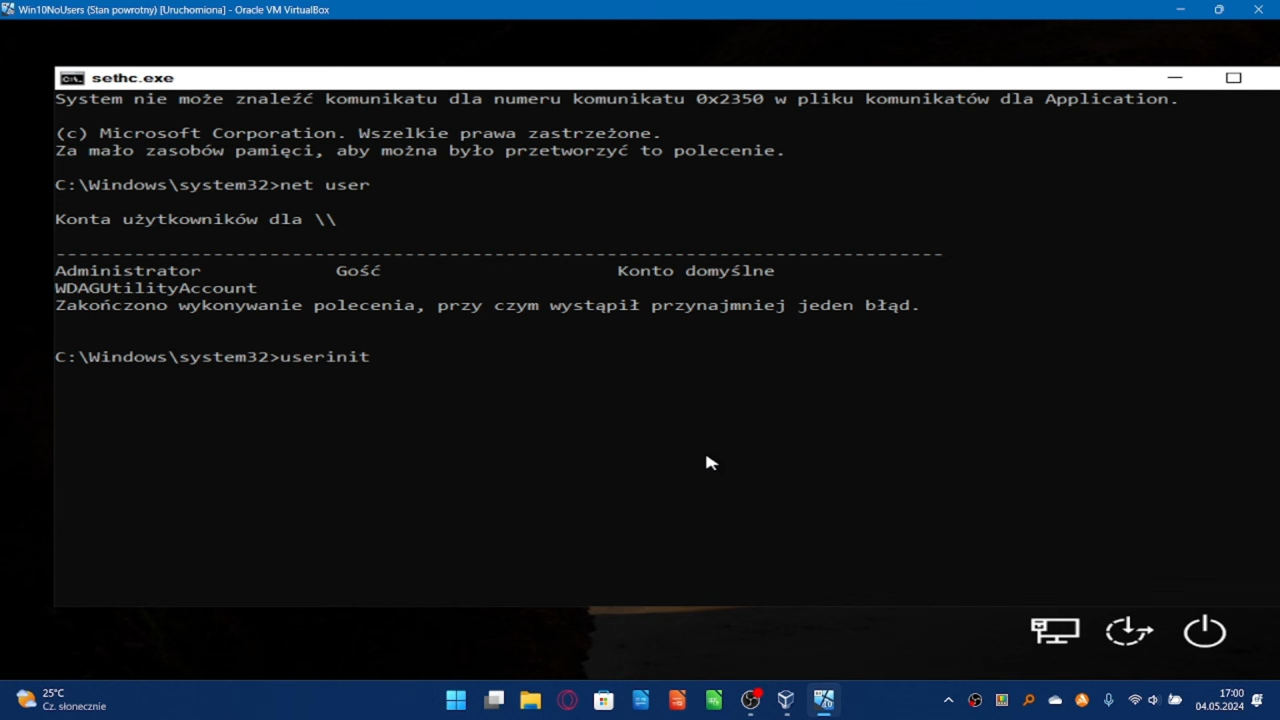 Win10NoUsers (Stan powrotny) [Uruchomiona] - Oracle VM VirtualBox
C:\. sethc.exe
System nie może znaleźć komunikatu dla numeru komunikatu 0x2350 w pliku komunikatów dla Application.
(c) Microsoft Corporation. Wszelkie prawa zastrzeżone.
Za mało zasobów pamięci, aby można było przetworzyć to polecenie.
C:\Windows\system32>net user
Konta użytkowników dla \\
-------------------------------------------------------------------------------
Administrator Gość Konto domyślne
WDAGUtilityAccount
Zakończono wykonywanie polecenia, przy czym wystąpił przynajmniej jeden błąd.
C:\Windows\system32>userinit
25°C
Cz. słonecznie
17:00
04.05.2024